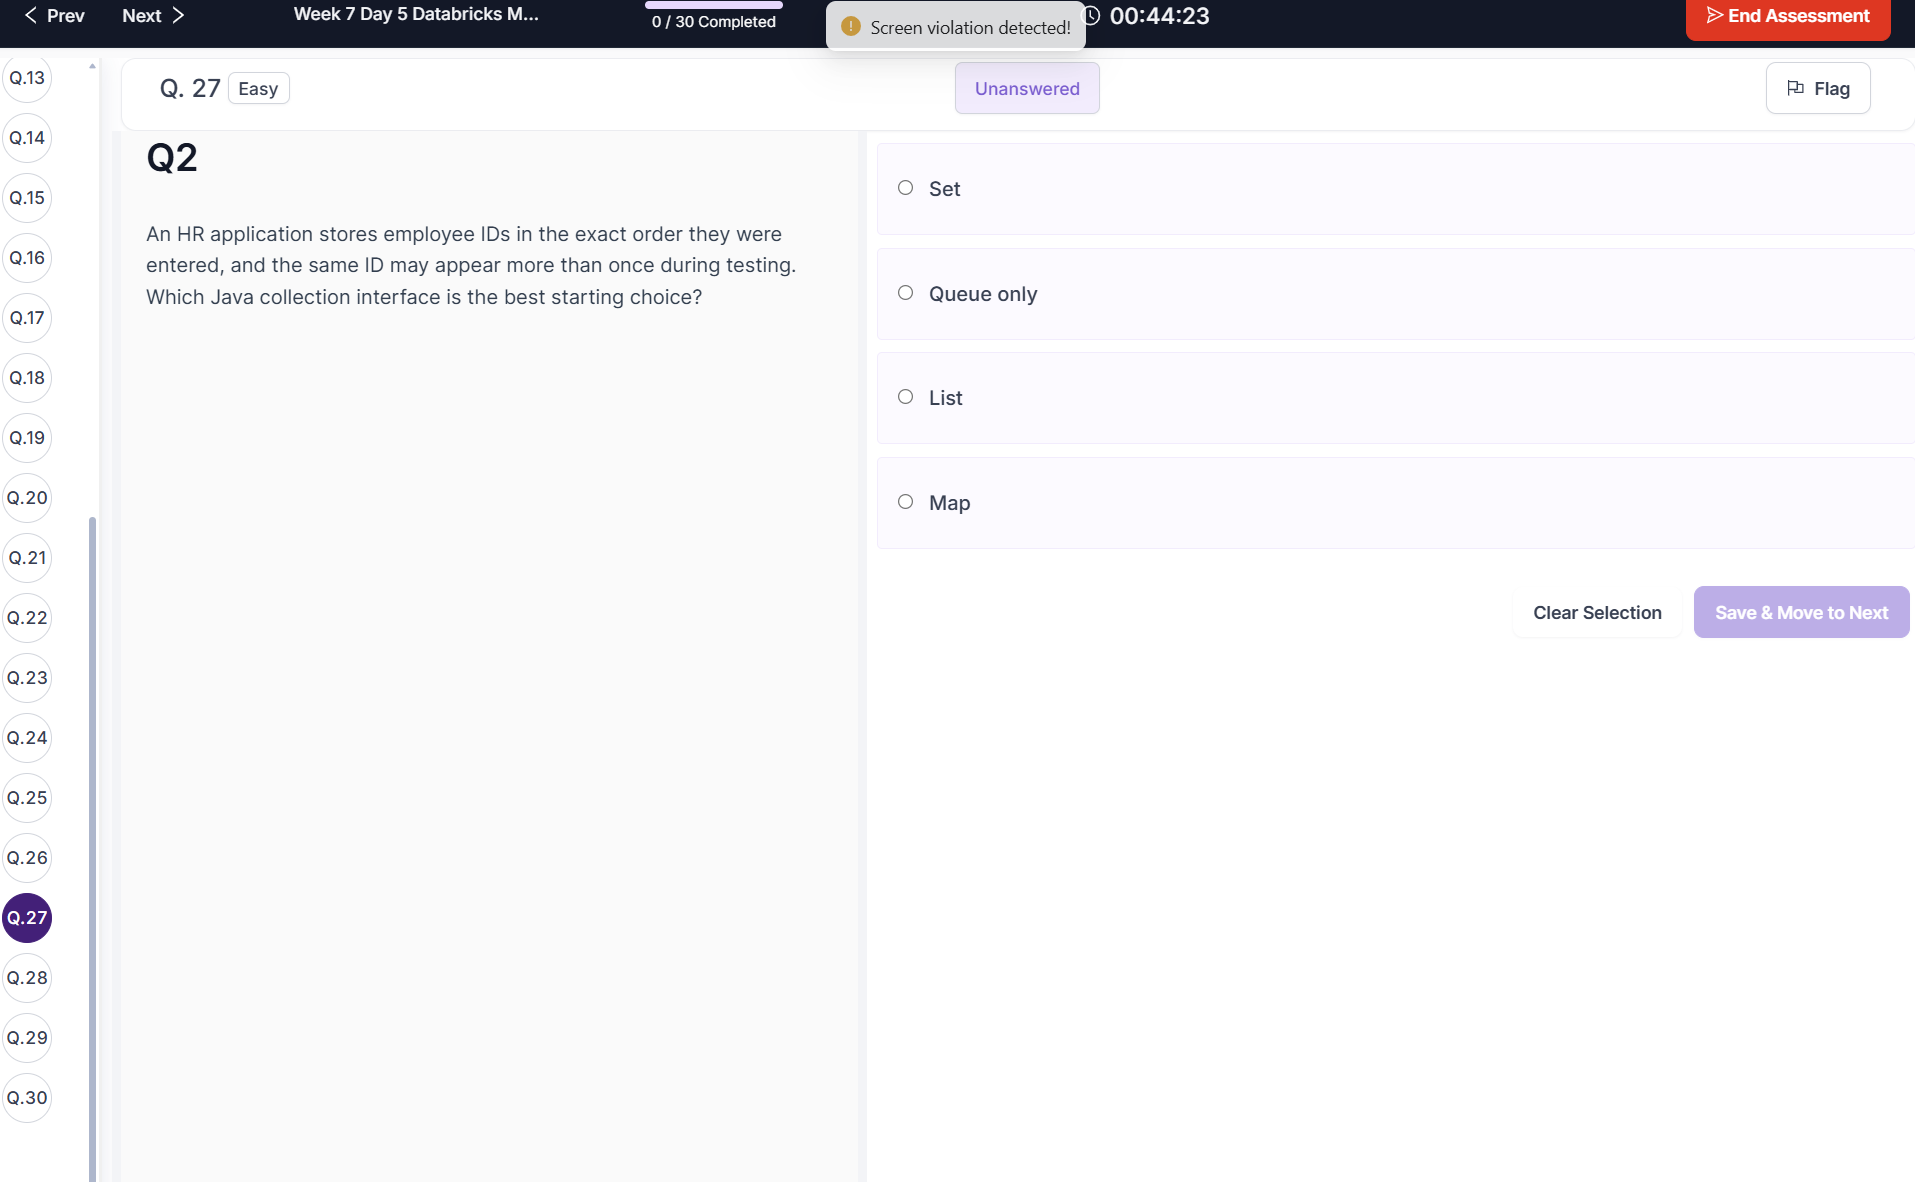 Prev
Next
Week 7 Day 5 Databricks M...
0 / 30 Completed
Screen violation detected!
00:44:23
End Assessment
Q.13
Q.14
Q.15
Q.16
Q.17
Q.18
Q.19
Q.20
Q.21
Q.22
Q.23
Q.24
Q.25
Q.26
Q.27
Q.28
Q.29
Q.30
Q. 27
Easy
Unanswered
Flag
Q2
An HR application stores employee IDs in the exact order they were
entered, and the same ID may appear more than once during testing.
Which Java collection interface is the best starting choice?
Set
Queue only
List
Map
Clear Selection
Save & Move to Next